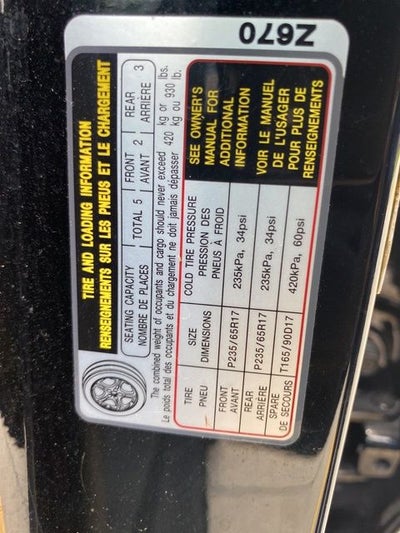 TIRE AND LOADING INFORMATION
RENSEIGNEMENTS SUR LES PNEUS ET LE CHARGEMENT
SEATING CAPACITY
NOMBRE DE PLACES
TOTAL 5
FRONT
AVANT 2
REAR
ARRIÈRE 3
The combined weight of occupants and cargo should never exceed 420 kg or 930 lbs.
Le poids total des occupants et du chargement ne doit jamais dépasser 420 kg ou 930 lb.
TIRE
PNEU
SIZE
DIMENSIONS
COLD TIRE PRESSURE
PRESSION DES
PNEUS À FROID
FRONT
AVANT
P235/65R17
235kPa, 34psi
REAR
ARRIÈRE
P235/65R17
235kPa, 34psi
SPARE
DE SECOURS
T165/90D17
420kPa, 60psi
SEE OWNER'S
MANUAL FOR
ADDITIONAL
INFORMATION
VOIR LE MANUEL
DE L'USAGER
POUR PLUS DE
RENSEIGNEMENTS
Z670